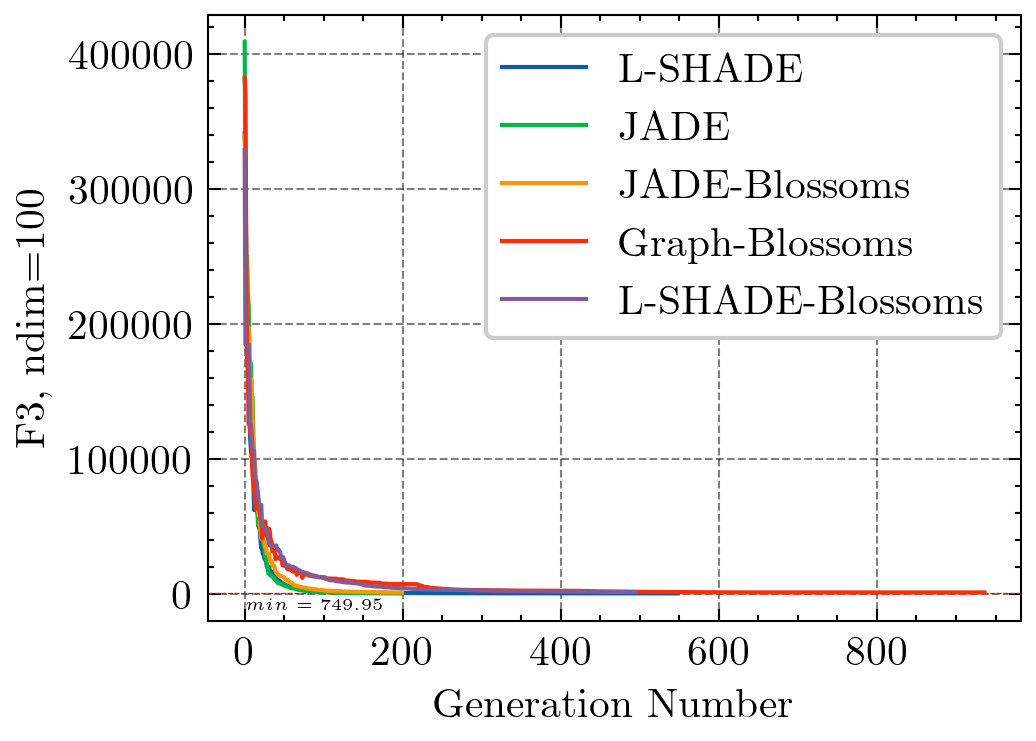 F3, ndim=100
400000
300000
200000
100000
0
L-SHADE
JADE
JADE-Blossoms
Graph-Blossoms
L-SHADE-Blossoms
min = 749.95
0 200 400 600 800
Generation Number